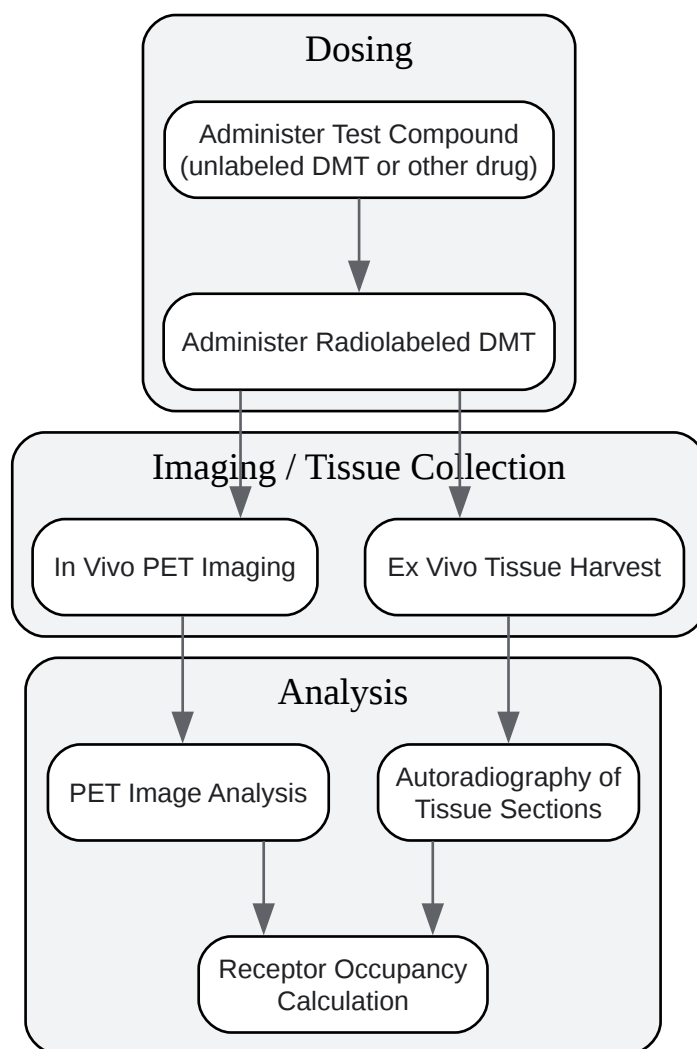 Dosing
Administer Test Compound
(unlabeled DMT or other drug)
Administer Radiolabeled DMT
Imaging / Tissue Collection
In Vivo PET Imaging
Ex Vivo Tissue Harvest
Analysis
PET Image Analysis
Autoradiography of
Tissue Sections
Receptor Occupancy
Calculation